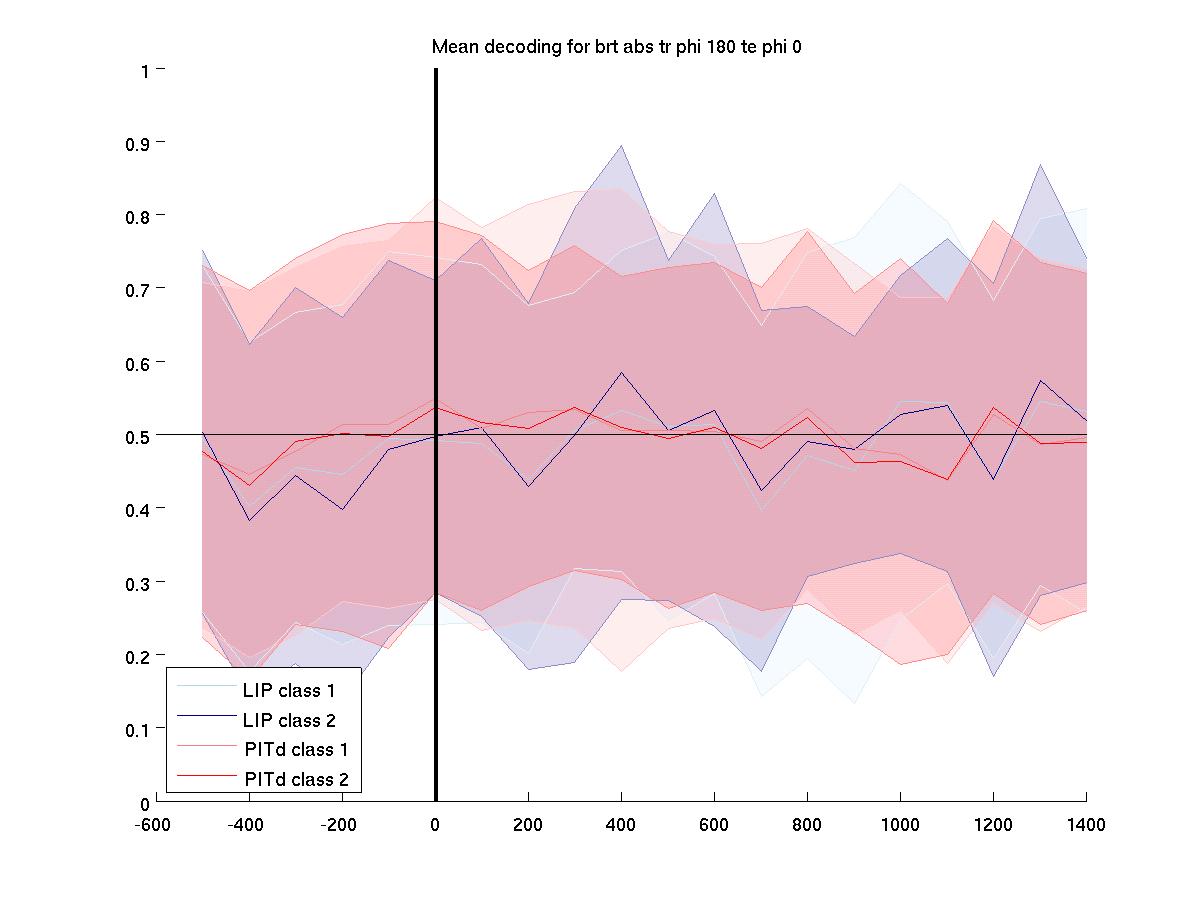 Mean decoding for brt abs tr phi 180 te phi 0
1
0.9
0.8
0.7
0.6
0.5
0.4
0.3
0.2
0.1
0
LIP class 1
LIP class 2
PITd class 1
PITd class 2
-600 -400 -200 0 200 400 600 800 1000 1200 1400